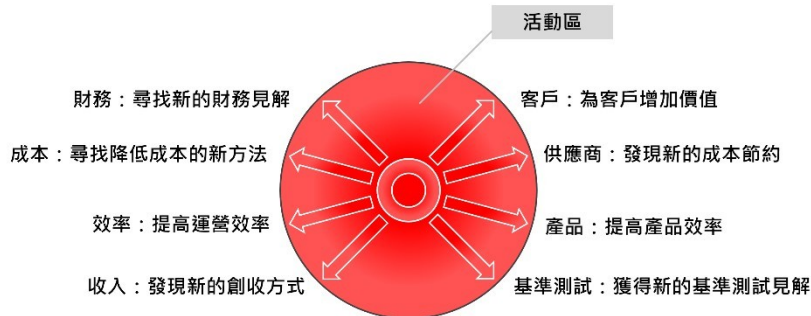 活動區
財務：尋找新的財務見解
客戶：為客戶增加價值
成本：尋找降低成本的新方法
供應商：發現新的成本節約
效率：提高運營效率
產品：提高產品效率
收入：發現新的創收方式
基準測試：獲得新的基準測試見解